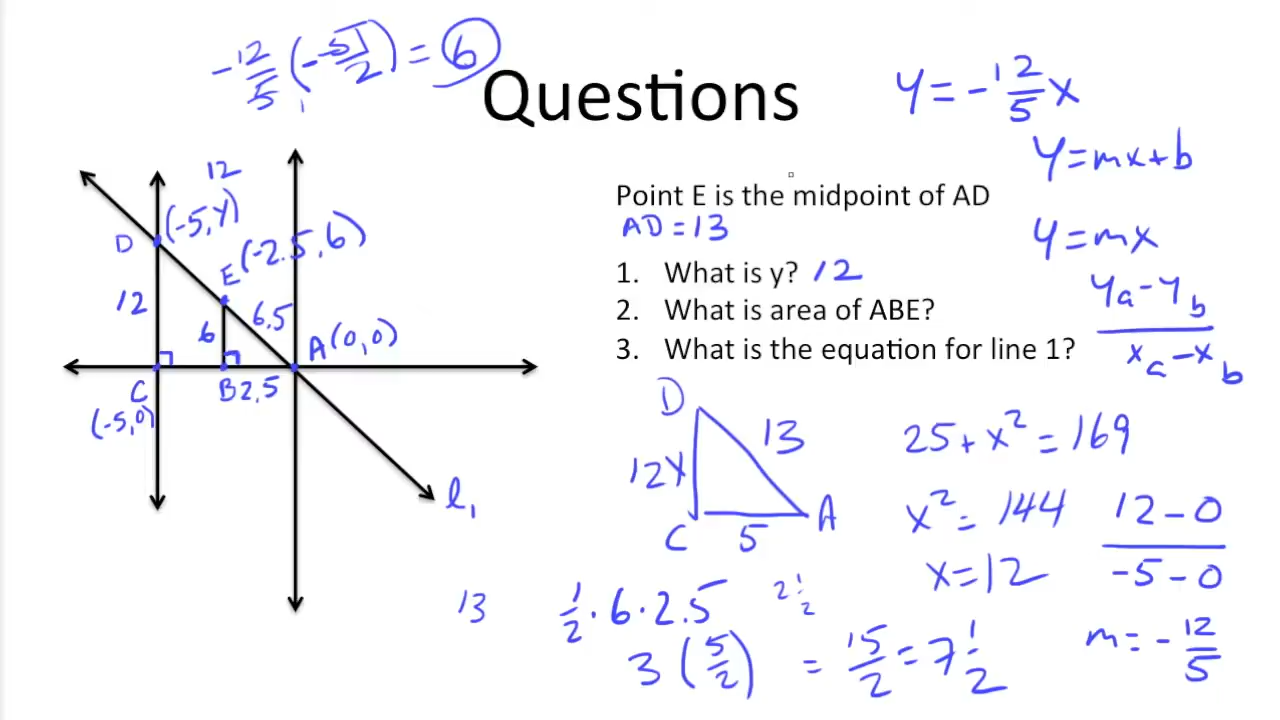 -12/5 (-5/2) = 6
Questions
y = -12/5 x
y = mx + b
y = mx
ya - yb / xa - xb
Point E is the midpoint of AD
AD = 13
1. What is y? 12
2. What is area of ABE?
3. What is the equation for line 1?
12
D (-5, y)
E (-2.5, 6)
12
6
6.5
A (0,0)
C
B 2.5
(-5,0)
l1
D
13
12 y
C 5 A
25 + x² = 169
x² = 144
x = 12
12 - 0 / -5 - 0
m = -12/5
13
1/2 · 6 · 2.5
2 1/2
3 (5/2) = 15/2 = 7 1/2